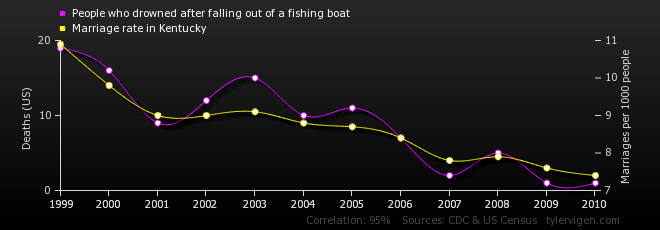 People who drowned after falling out of a fishing boat
Marriage rate in Kentucky
20
10
0
Deaths (US)
11
10
9
8
7
Marriages per 1000 people
1999 2000 2001 2002 2003 2004 2005 2006 2007 2008 2009 2010
Correlation: 95% Sources: CDC & US Census tylervigen.com